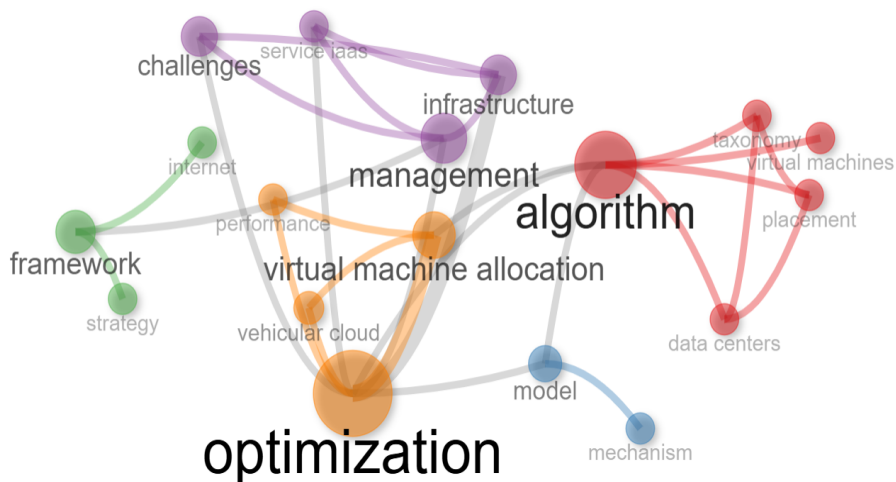 service iaas
challenges
infrastructure
taxonomy
virtual machines
internet
management
algorithm
placement
performance
framework
virtual machine allocation
strategy
vehicular cloud
data centers
model
optimization
mechanism